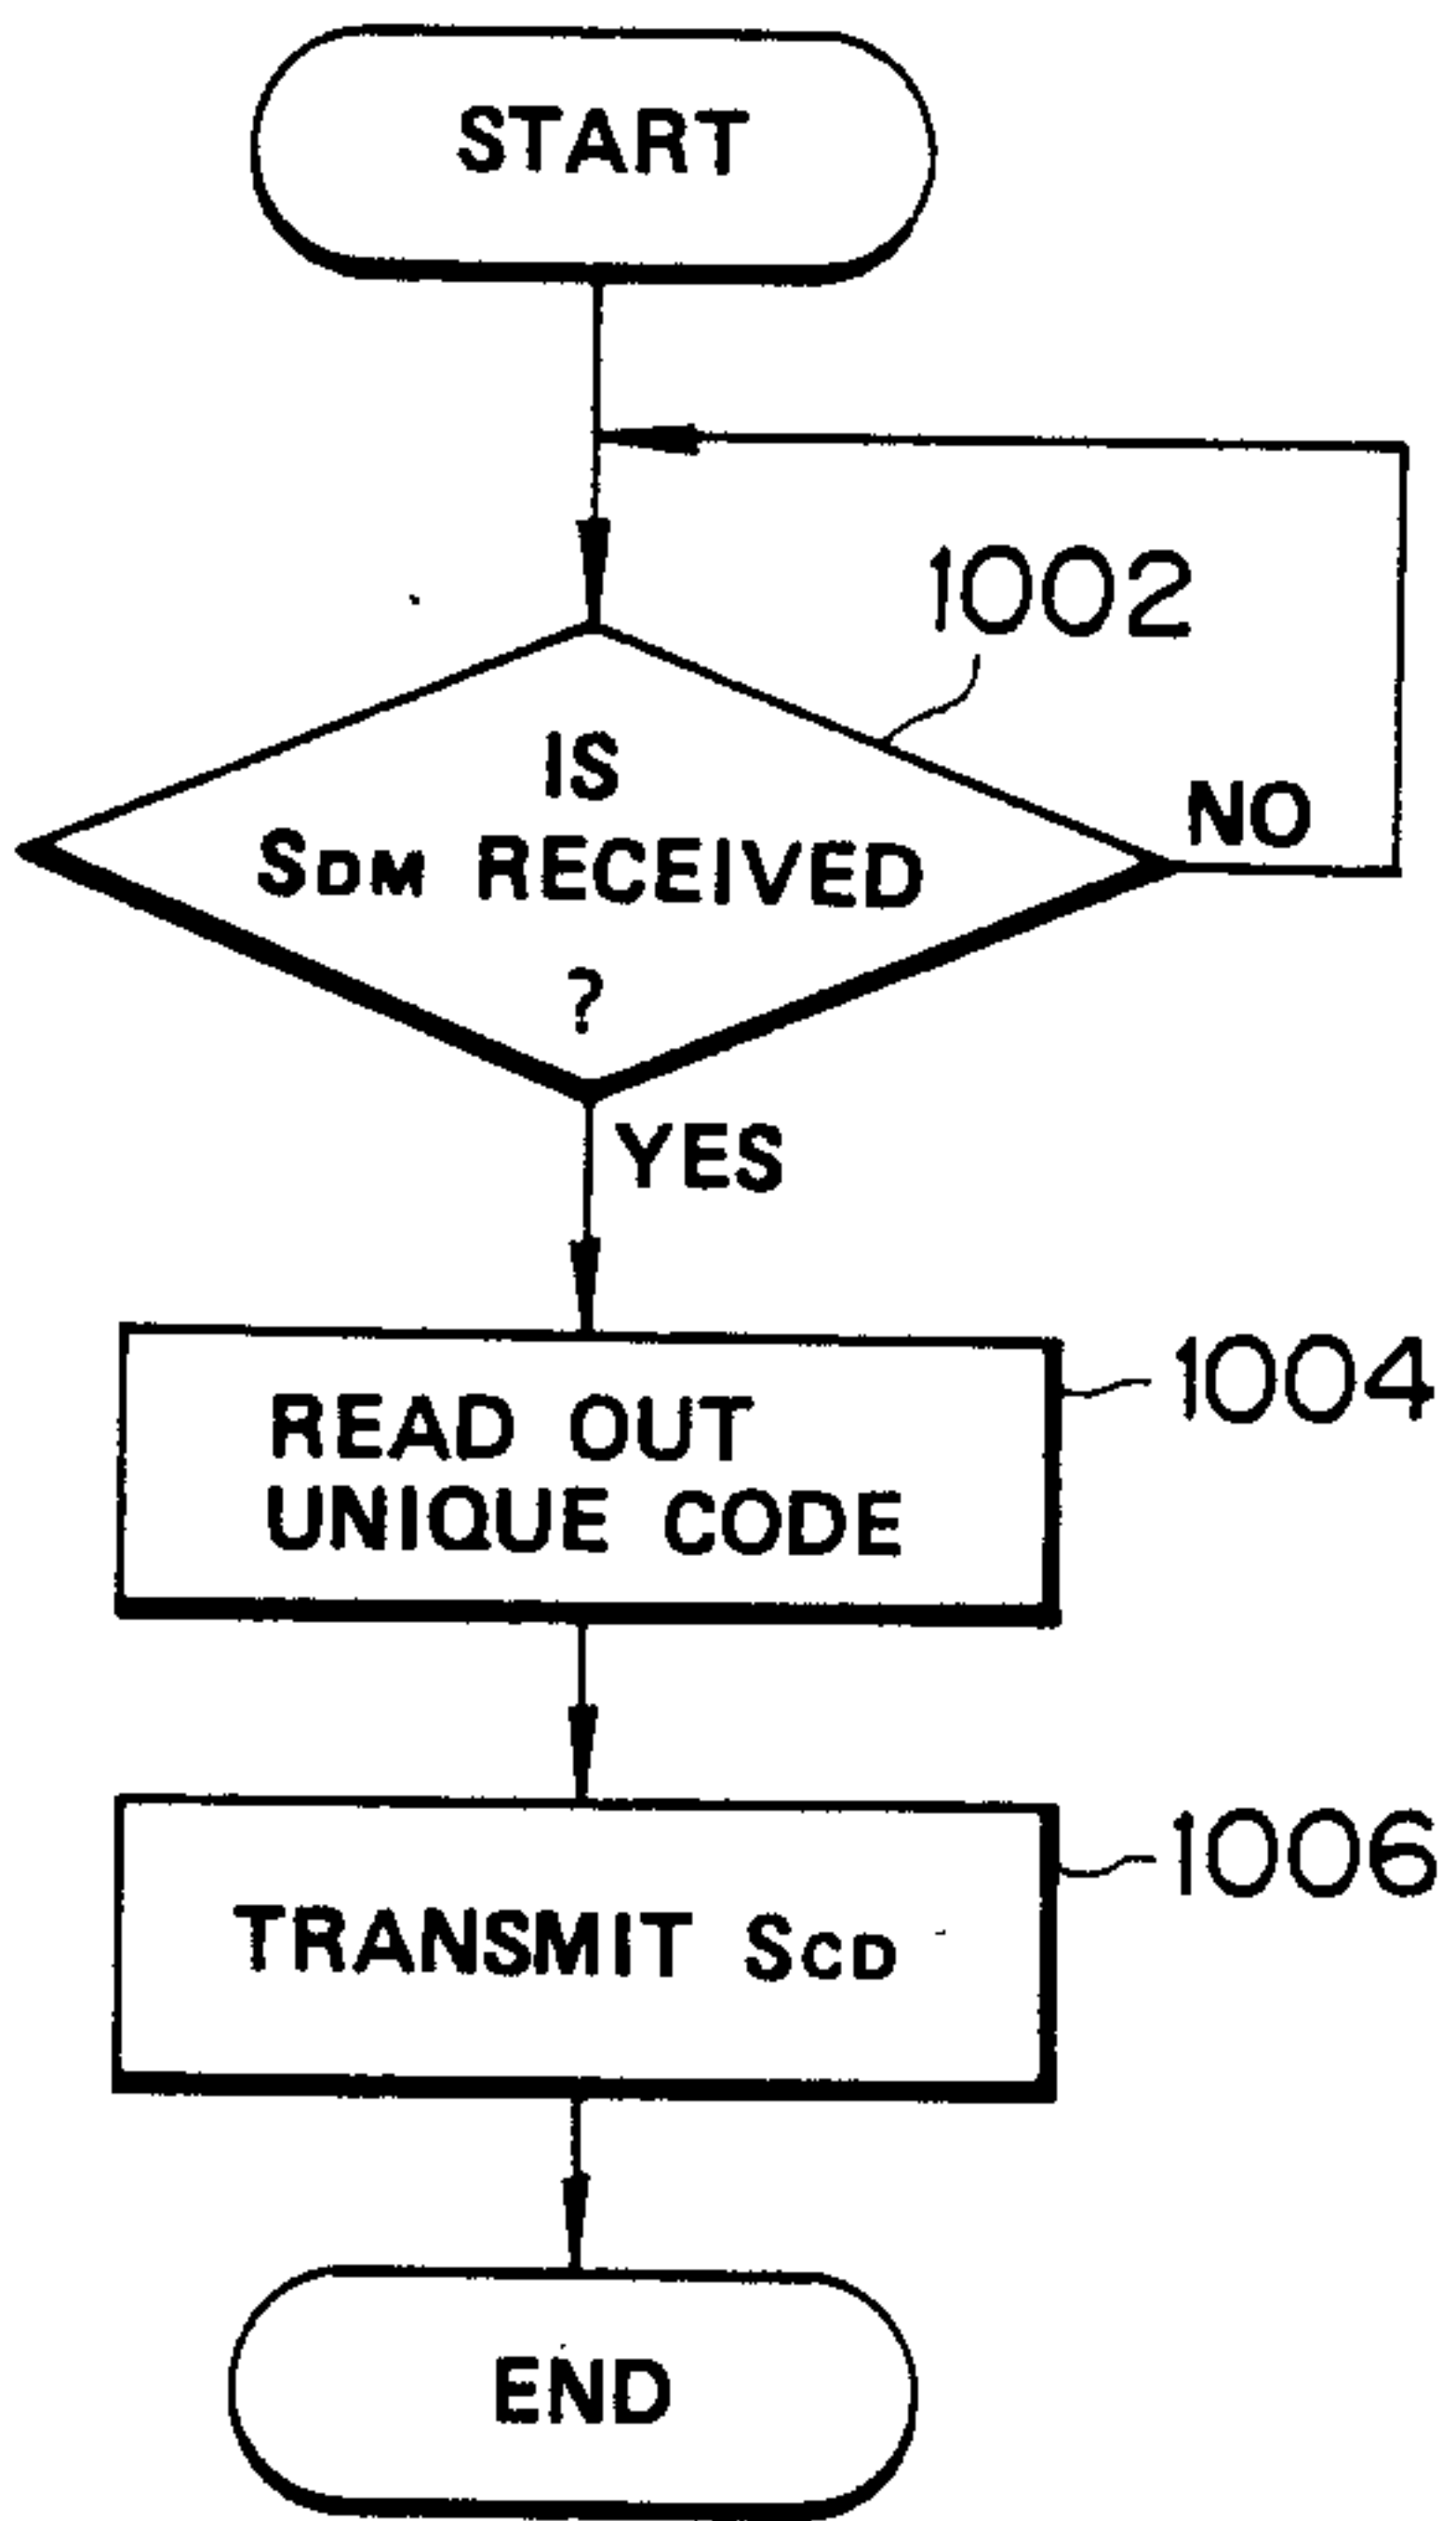 START
1002
IS
SDM RECEIVED
?
NO
YES
1004
READ OUT
UNIQUE CODE
1006
TRANSMIT SCD
END